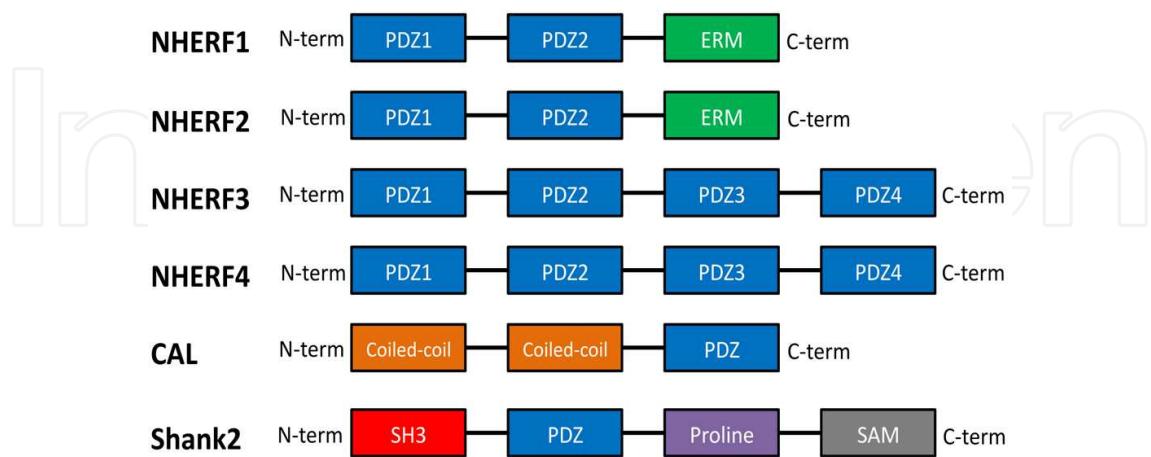 NHERF1 N-term PDZ1 PDZ2 ERM C-term
NHERF2 N-term PDZ1 PDZ2 ERM C-term
NHERF3 N-term PDZ1 PDZ2 PDZ3 PDZ4 C-term
NHERF4 N-term PDZ1 PDZ2 PDZ3 PDZ4 C-term
CAL N-term Coiled-coil Coiled-coil PDZ C-term
Shank2 N-term SH3 PDZ Proline SAM C-term